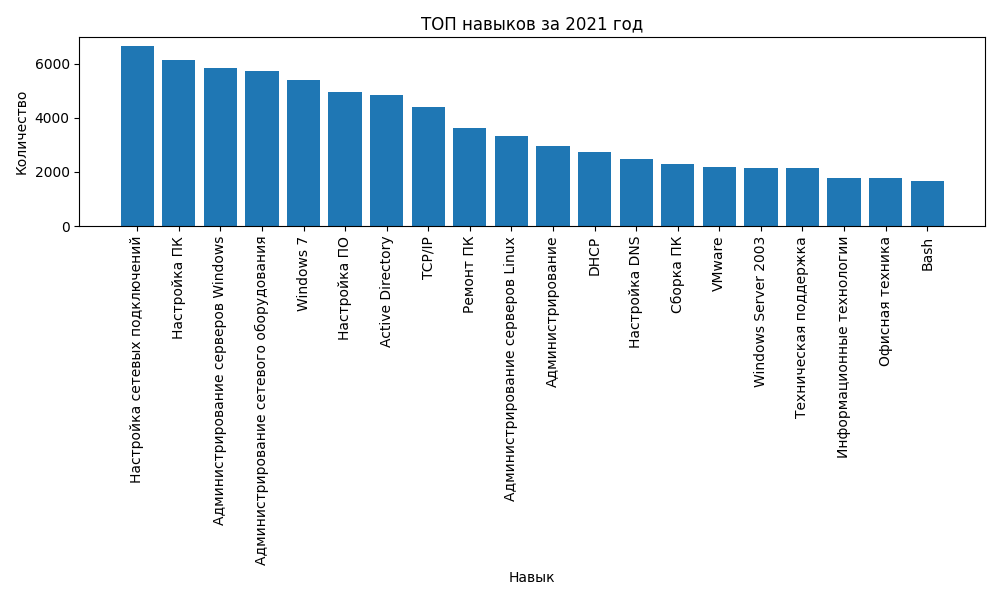 ТОП навыков за 2021 год
Количество
6000
4000
2000
0
Настройка сетевых подключений
Настройка ПК
Администрирование серверов Windows
Администрирование сетевого оборудования
Windows 7
Настройка ПО
Active Directory
TCP/IP
Ремонт ПК
Администрирование серверов Linux
Администрирование
DHCP
Настройка DNS
Сборка ПК
VMware
Windows Server 2003
Техническая поддержка
Информационные технологии
Офисная техника
Bash
Навык